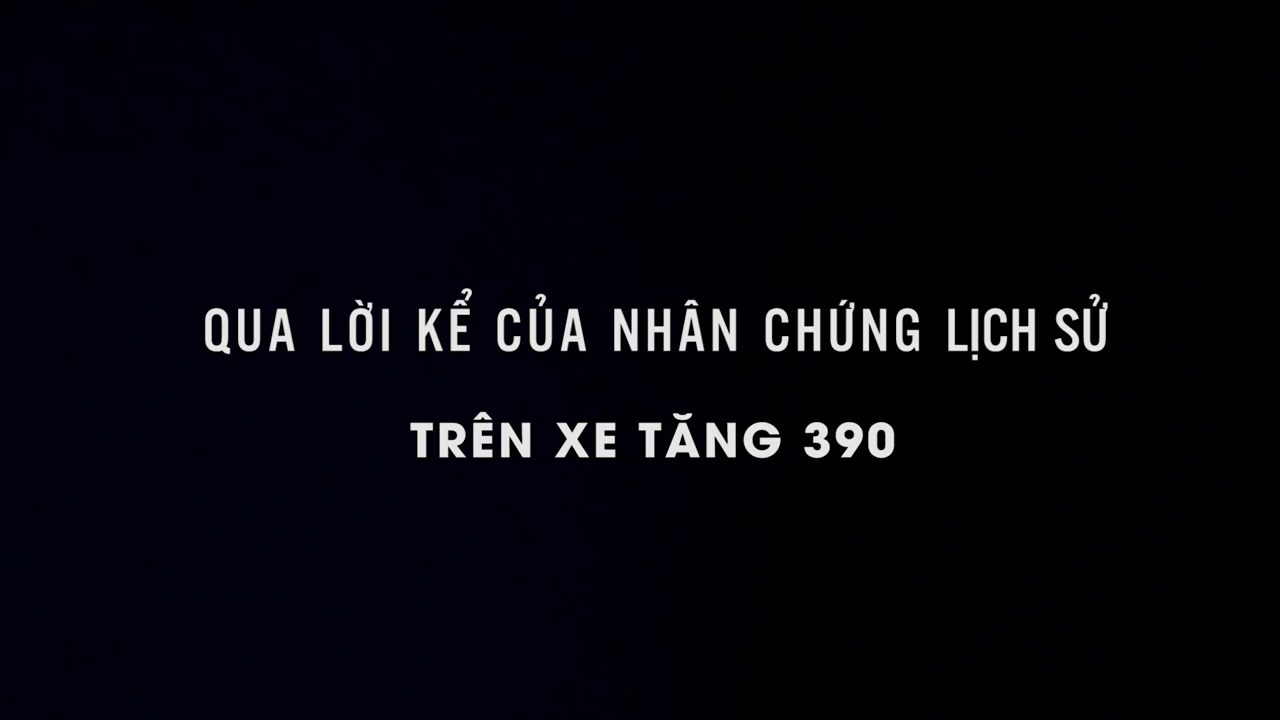 QUA LỜI KỂ CỦA NHÂN CHỨNG LỊCH SỬ
TRÊN XE TĂNG 390